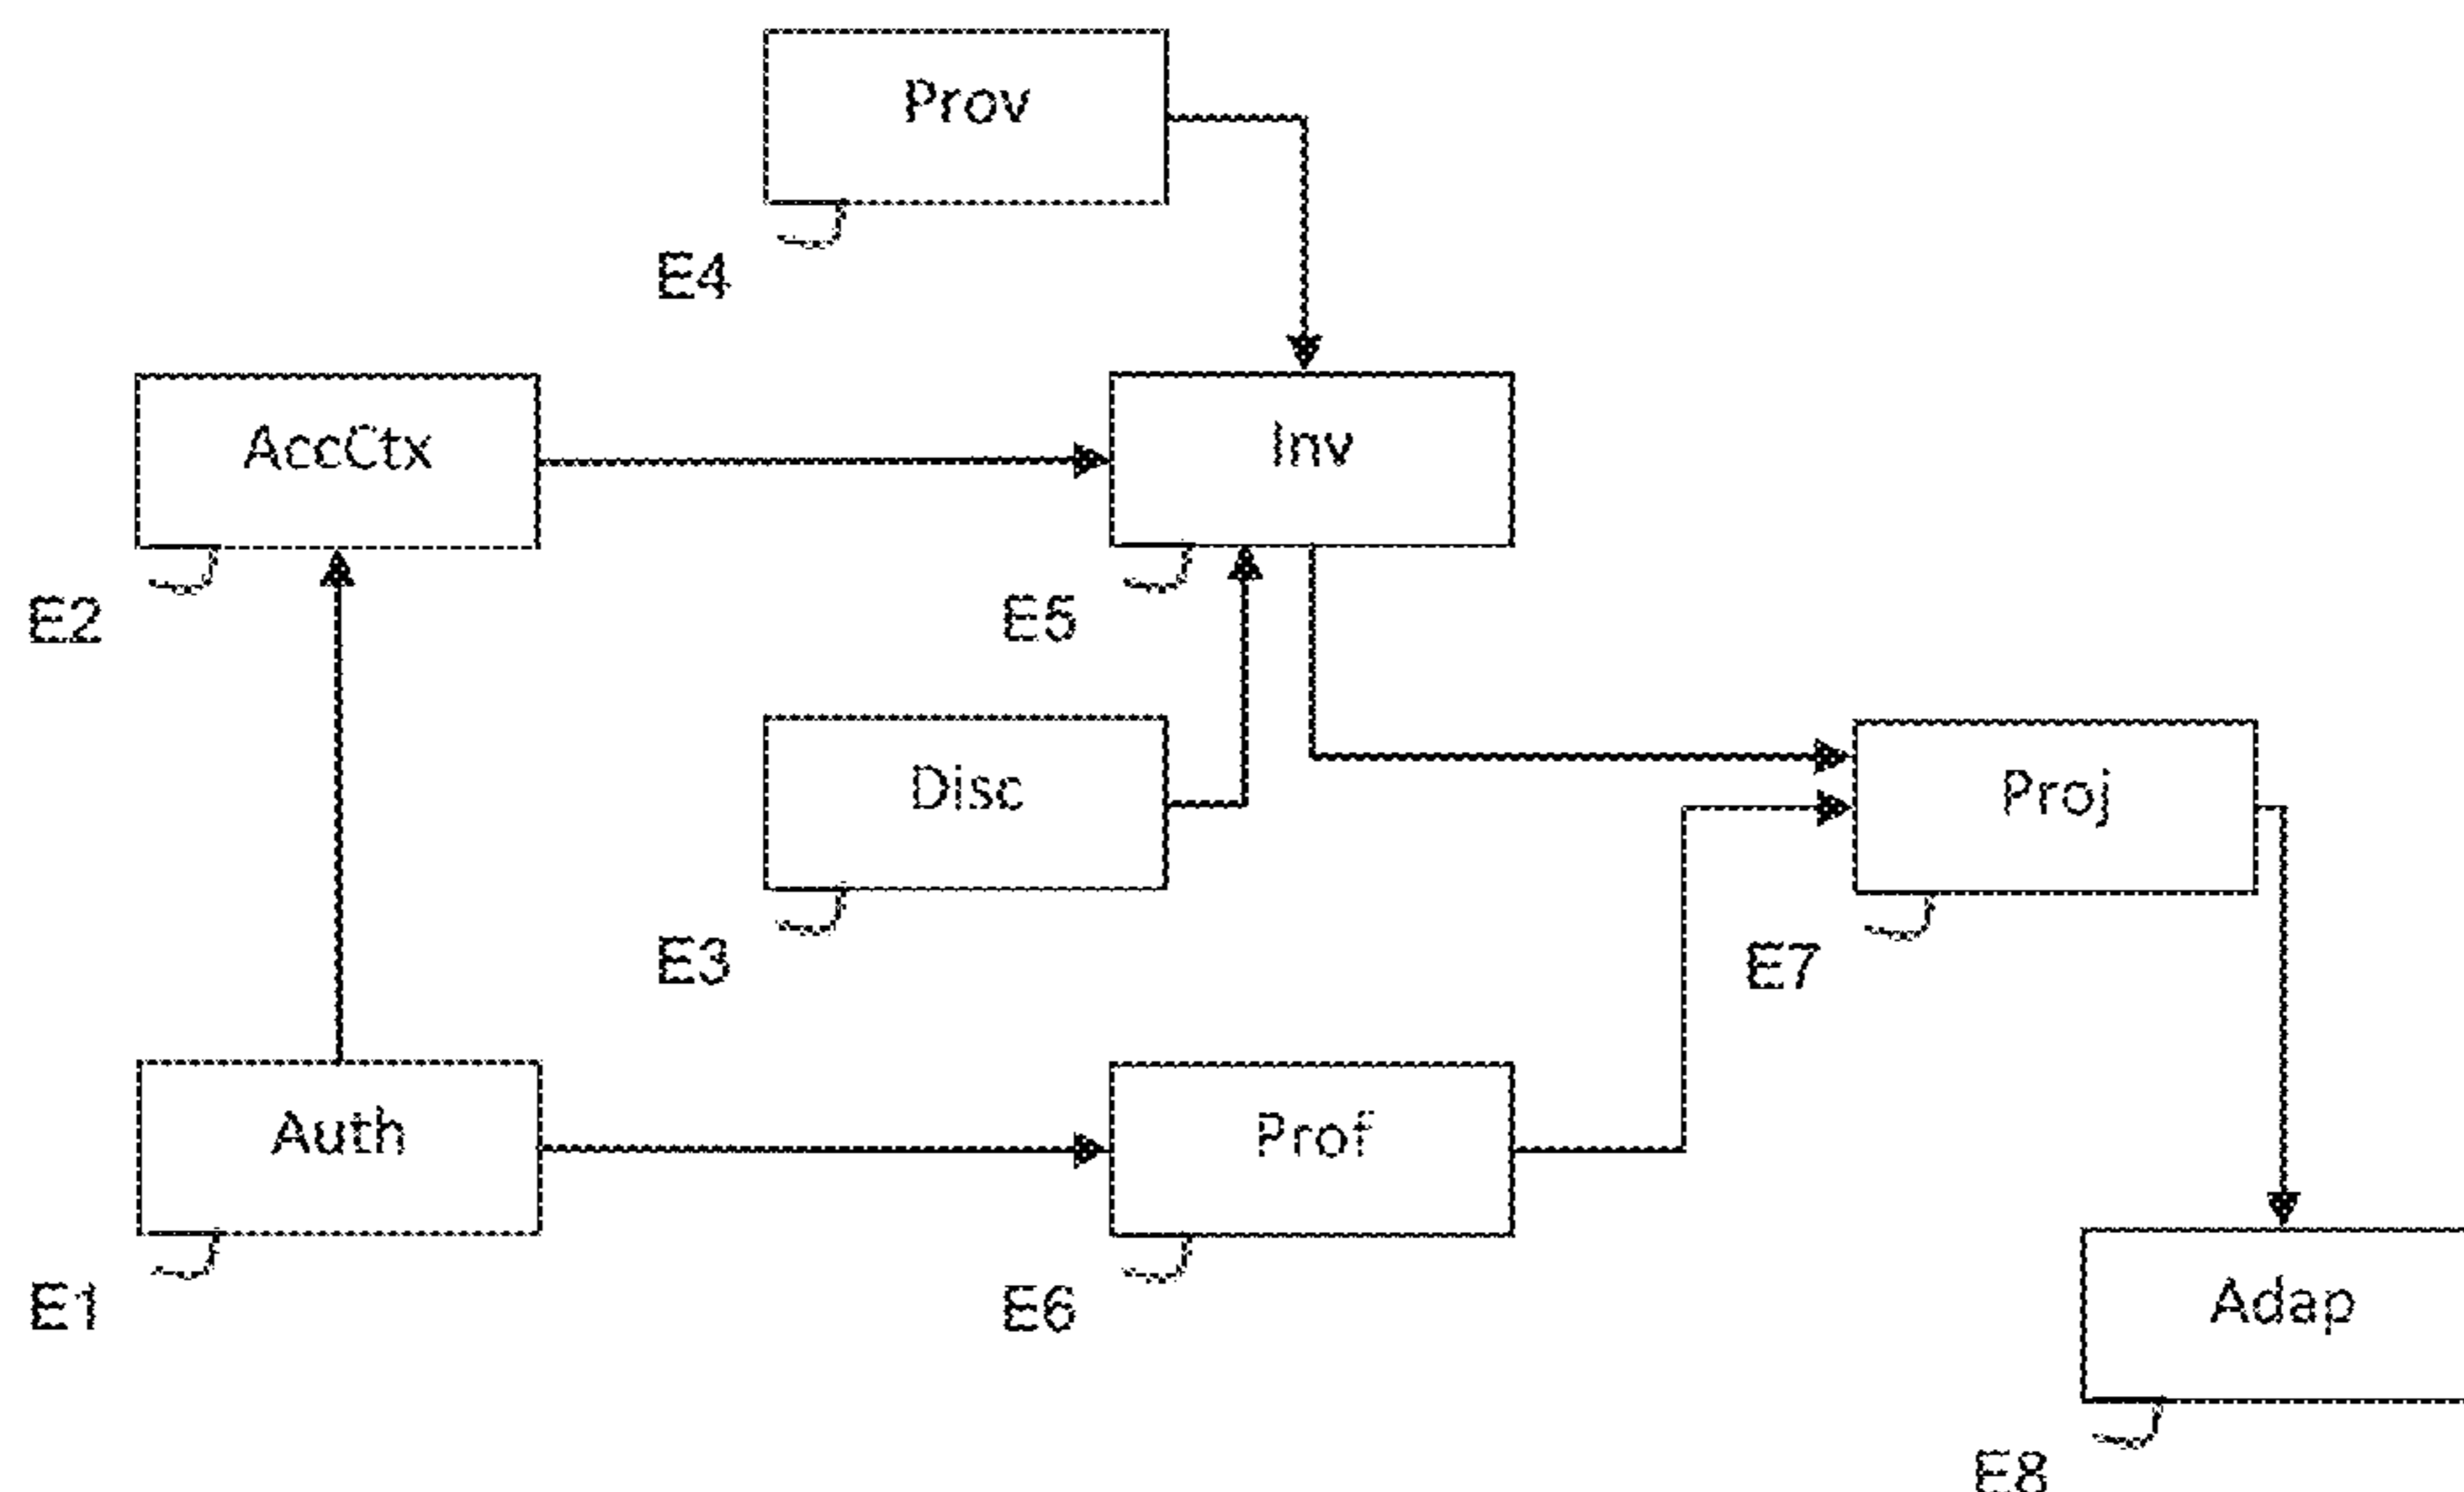 Prov
E4
AccCtx
Inv
E2
E5
Disc
Proj
E3
E7
Auth
Prof
E1
E6
Adap
E8